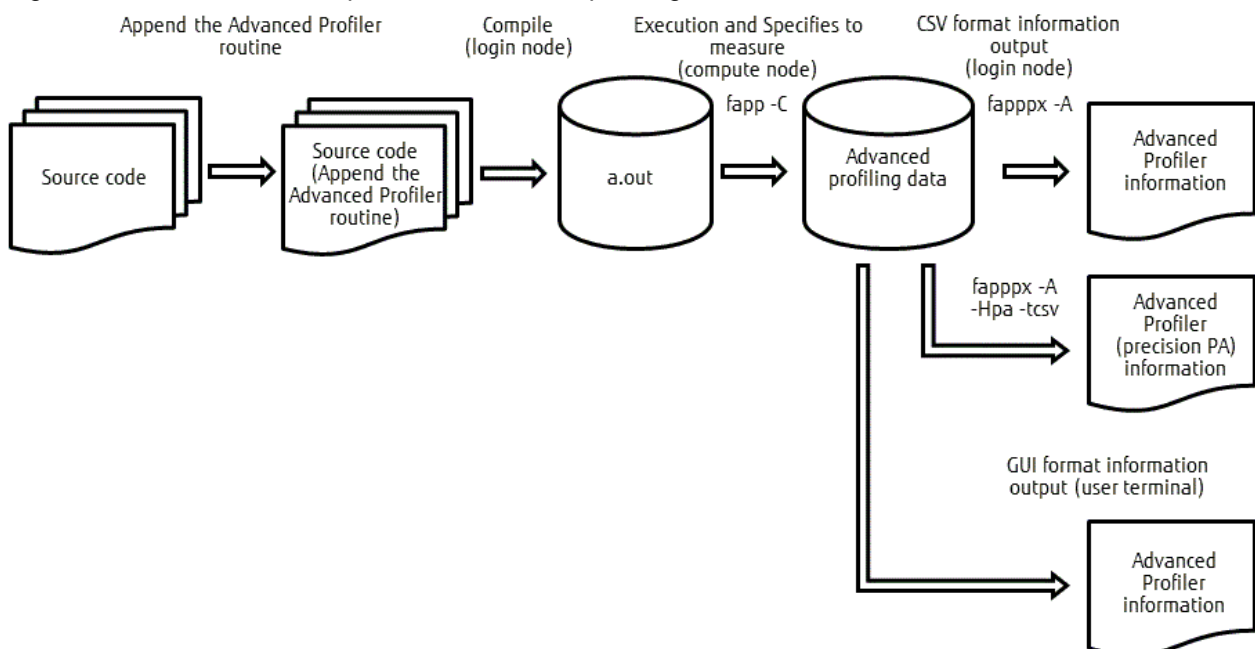 Append the Advanced Profiler
routine
Compile
(login node)
Execution and Specifies to
measure
(compute node)
CSV format information
output
(login node)
fapp -C
fapppx -A
Source code
Source code
(Append the
Advanced Profiler
routine)
a.out
Advanced
profiling data
Advanced
Profiler
information
fapppx -A
-Hpa -tcsv
Advanced
Profiler
(precision PA)
information
GUI format information
output (user terminal)
Advanced
Profiler
information